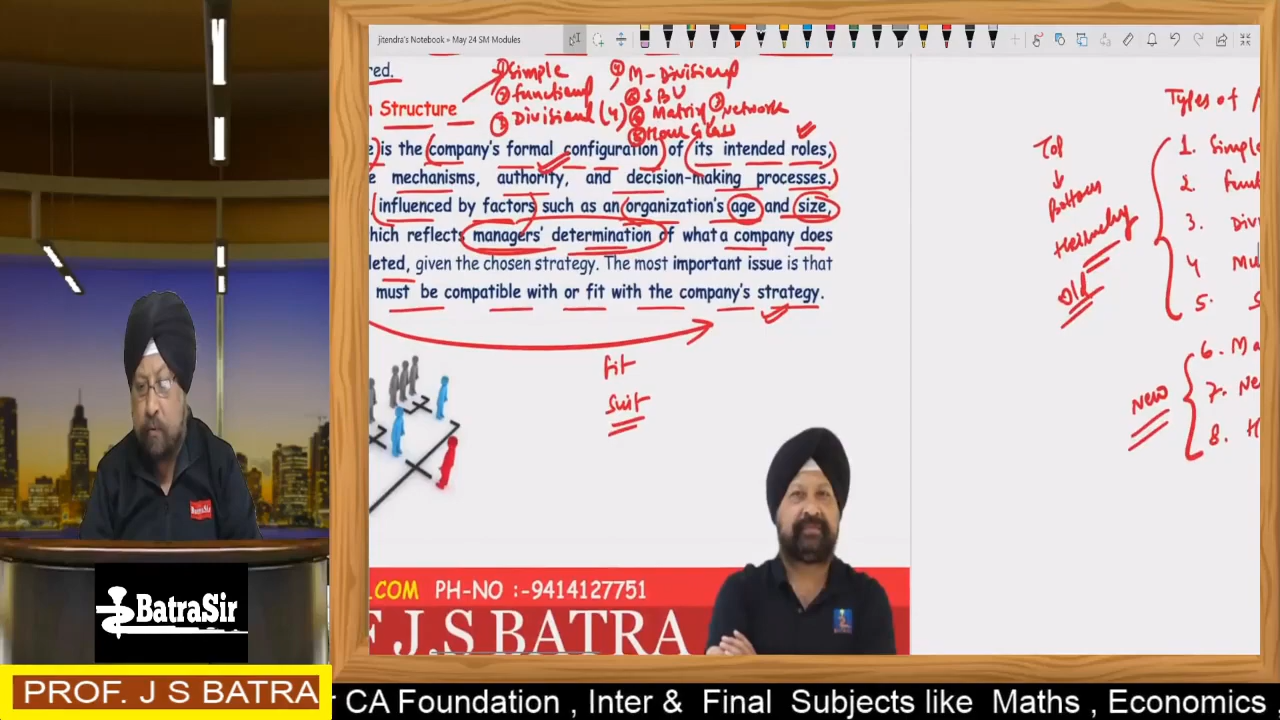 jitendra's Notebook » May 24 SM Modules
red.
① Simple
② Functional
③ Divisional (4)
④ M-Divisional
⑤ SBU
⑥ Matrix ⑦ network
⑧ Hour Glass
n Structure
e) is the company's formal configuration of its intended roles,
e mechanisms, authority, and decision-making processes.
influenced by factors such as an organization's age and size,
hich reflects managers' determination of what a company does
leted, given the chosen strategy. The most important issue is that
must be compatible with or fit with the company's strategy.
fit
Suit
Types of
Top
Bottom
Old
1. Simple
2. Fun
3. Div
4 Mu
5. S
New
6. Ma
7. Ne
8. H
.COM PH-NO :-9414127751
F J.S BATRA
BatraSir
BatraSir
PROF. J S BATRA
r CA Foundation , Inter & Final Subjects like Maths , Economics ,